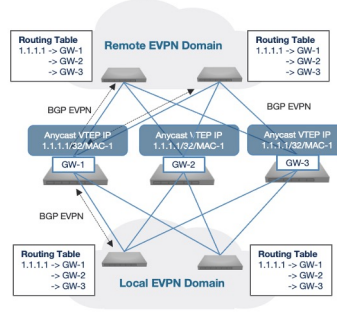 Routing Table
1.1.1.1 -> GW-1
-> GW-2
-> GW-3
Remote EVPN Domain
Routing Table
1.1.1.1 -> GW-1
-> GW-2
-> GW-3
BGP EVPN
BGP EVPN
Anycast VTEP IP
1.1.1.1/32/MAC-1
GW-1
Anycast VTEP IP
1.1.1.1/32/MAC-1
GW-2
Anycast VTEP IP
1.1.1.1/32/MAC-1
GW-3
BGP EVPN
Routing Table
1.1.1.1 -> GW-1
-> GW-2
-> GW-3
Local EVPN Domain
Routing Table
1.1.1.1 -> GW-1
-> GW-2
-> GW-3